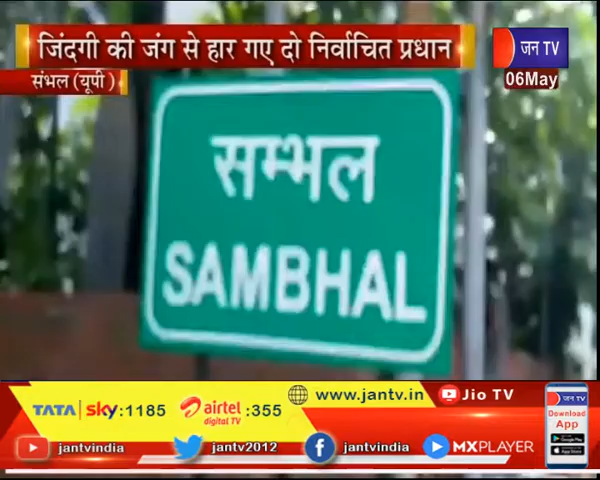 जिंदगी की जंग से हार गए दो निर्वाचित प्रधान
जन TV
संभल (यूपी)
06May
सम्भल
SAMBHAL
TATA sky:1185
airtel digital TV :355
www.jantv.in
Jio TV
जन TV
Download
App
jantvindia
jantv2012
jantvindia
MXPLAYER